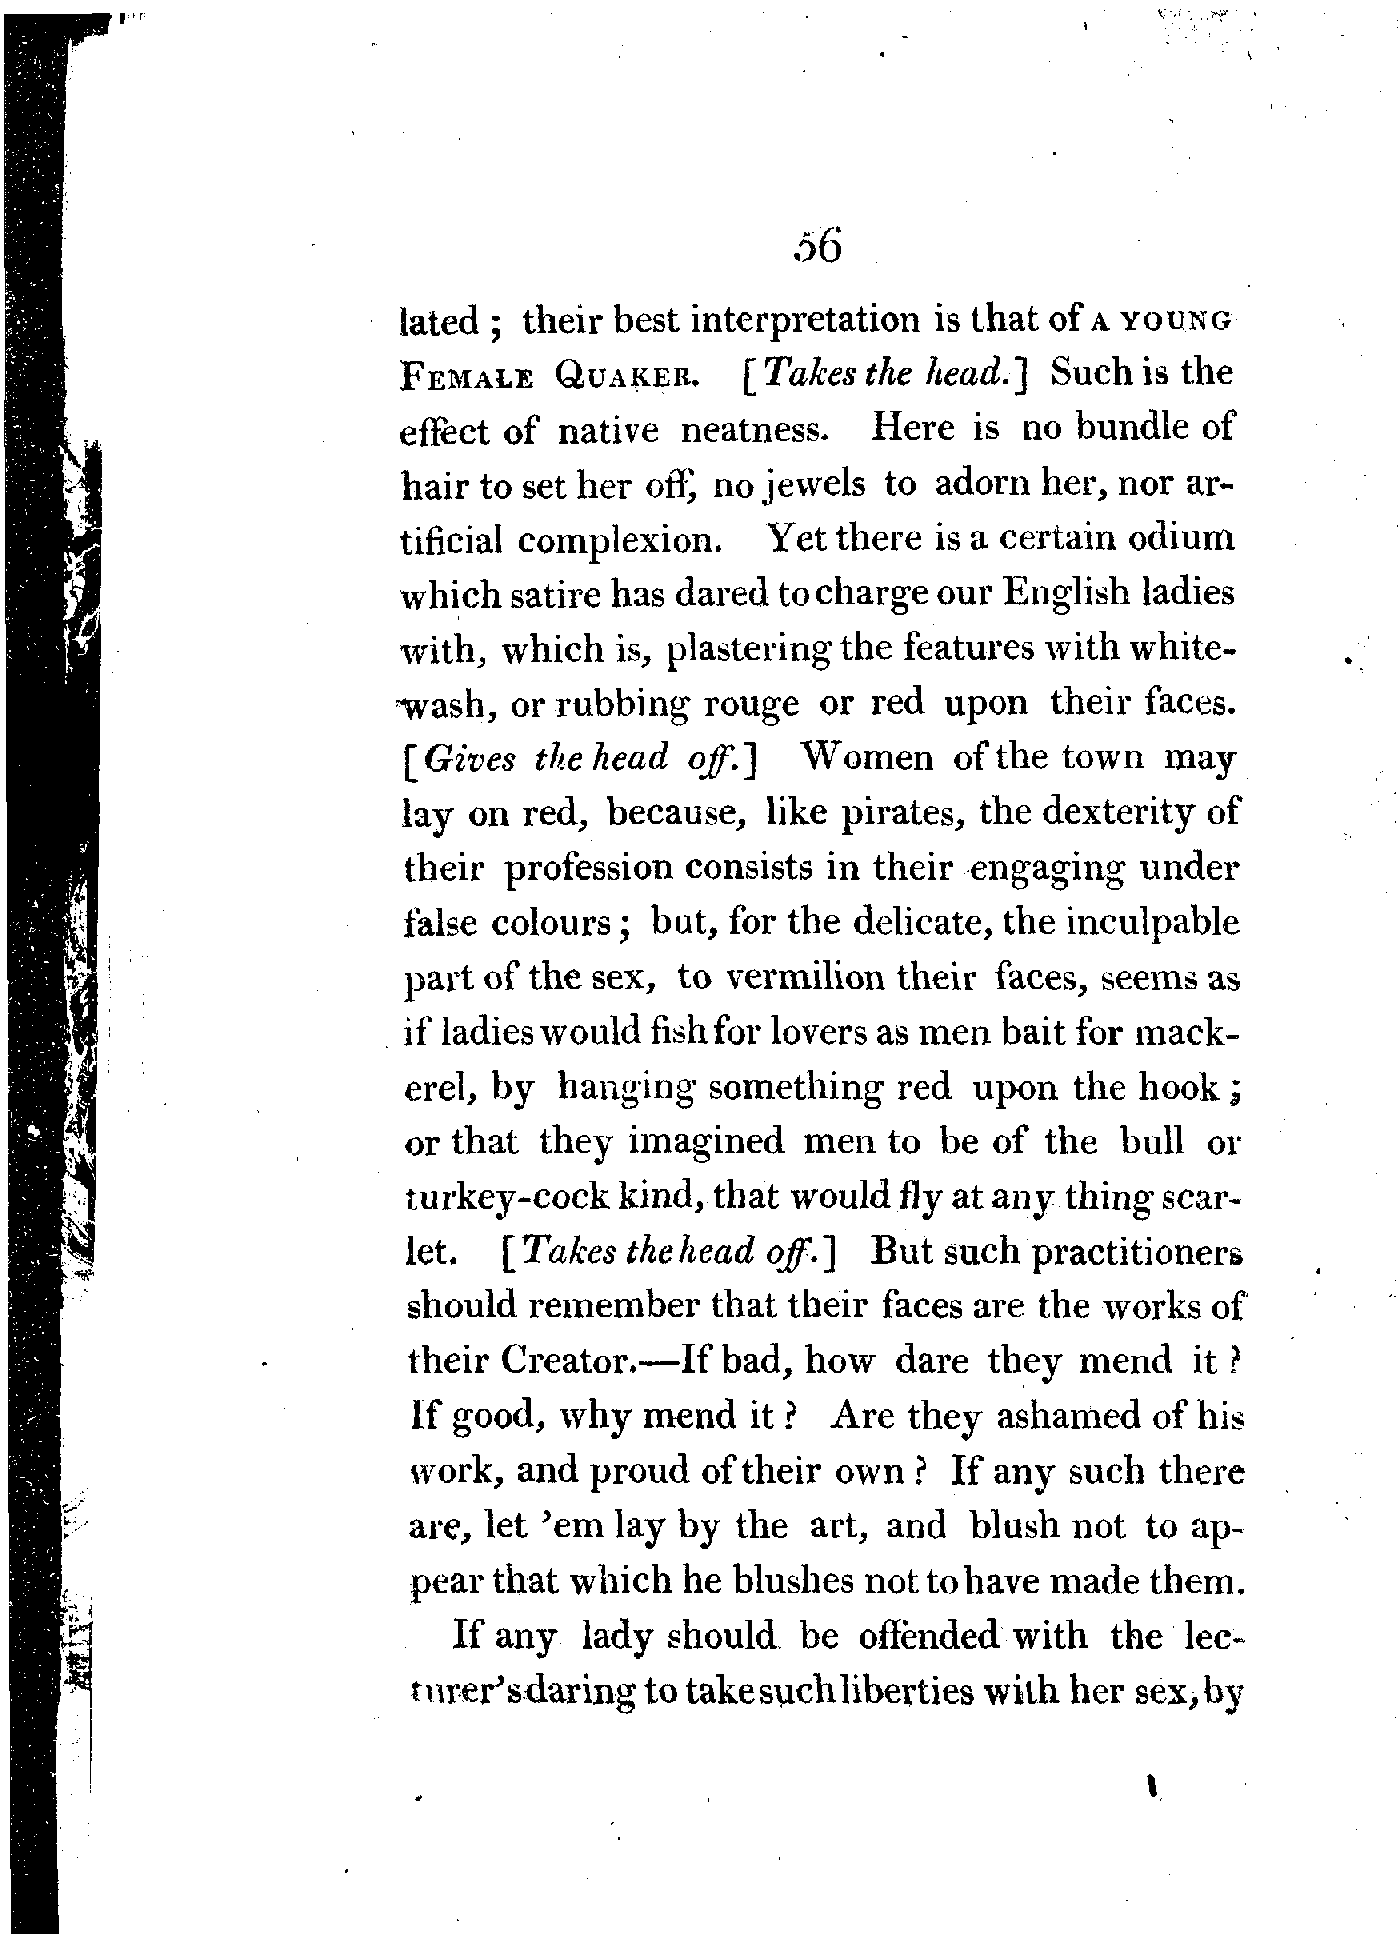 56
lated ; their best interpretation is that of A YOUNG
FEMALE QUAKER. [Takes the head.] Such is the
effect of native neatness. Here is no bundle of
hair to set her off, no jewels to adorn her, nor ar-
tificial complexion. Yet there is a certain odium
which satire has dared to charge our English ladies
with, which is, plastering the features with white-
wash, or rubbing rouge or red upon their faces.
[Gives the head off.] Women of the town may
lay on red, because, like pirates, the dexterity of
their profession consists in their engaging under
false colours ; but, for the delicate, the inculpable
part of the sex, to vermilion their faces, seems as
if ladies would fish for lovers as men bait for mack-
erel, by hanging something red upon the hook ;
or that they imagined men to be of the bull or
turkey-cock kind, that would fly at any thing scar-
let. [Takes the head off.] But such practitioners
should remember that their faces are the works of
their Creator.—If bad, how dare they mend it ?
If good, why mend it ? Are they ashamed of his
work, and proud of their own ? If any such there
are, let 'em lay by the art, and blush not to ap-
pear that which he blushes not to have made them.
If any lady should be offended with the lec-
turer's daring to take such liberties with her sex, by